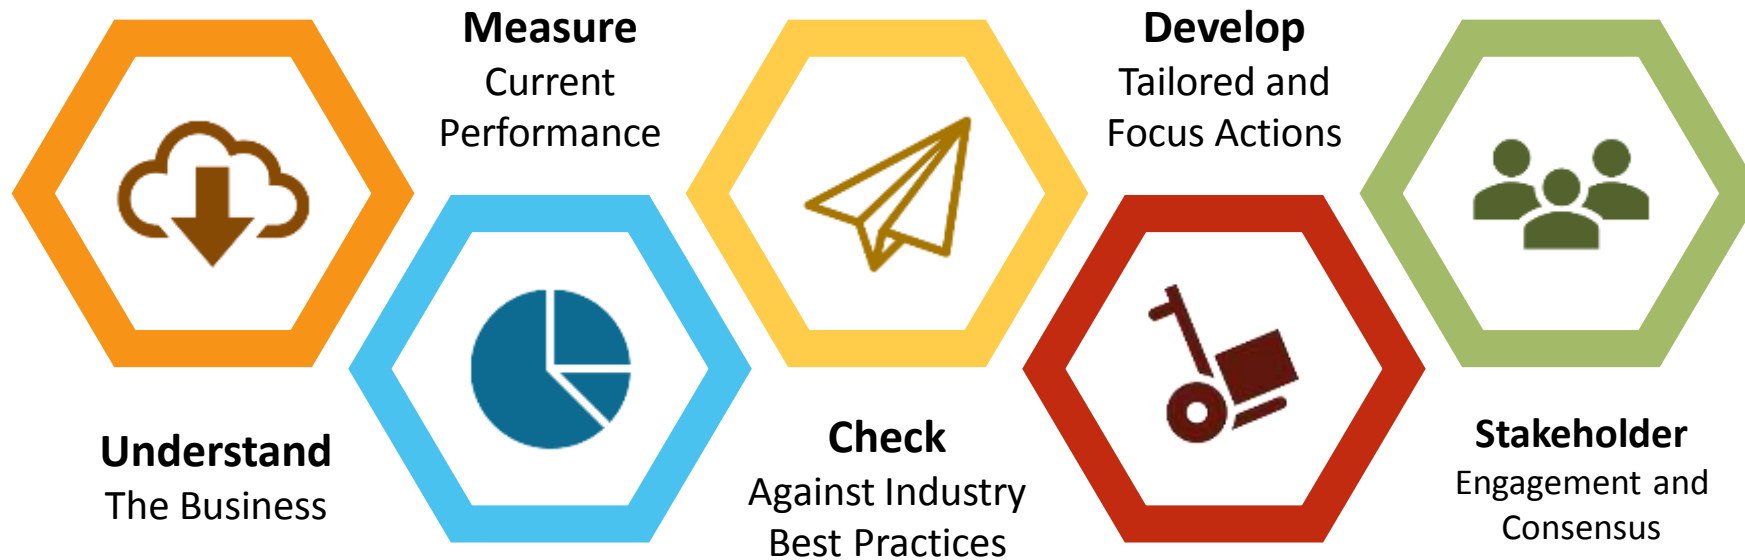 Understand
The Business
Measure
Current
Performance
Check
Against Industry
Best Practices
Develop
Tailored and
Focus Actions
Stakeholder
Engagement and
Consensus